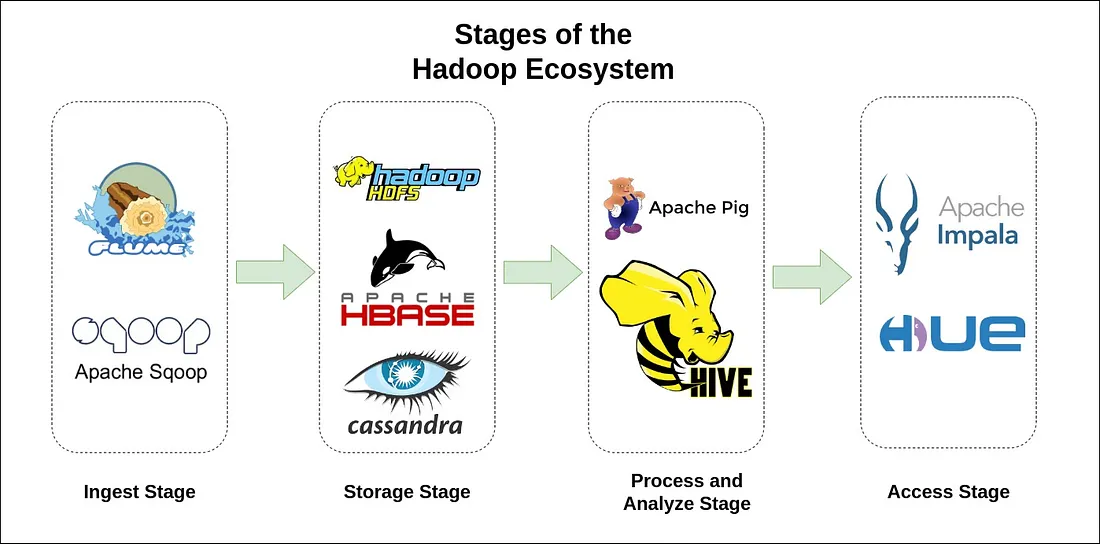 Stages of the
Hadoop Ecosystem
FLUME
sqoop
Apache Sqoop
Ingest Stage
hadoop
HDFS
APACHE
HBASE
cassandra
Storage Stage
Apache Pig
HIVE
Process and
Analyze Stage
Apache
Impala
HUE
Access Stage